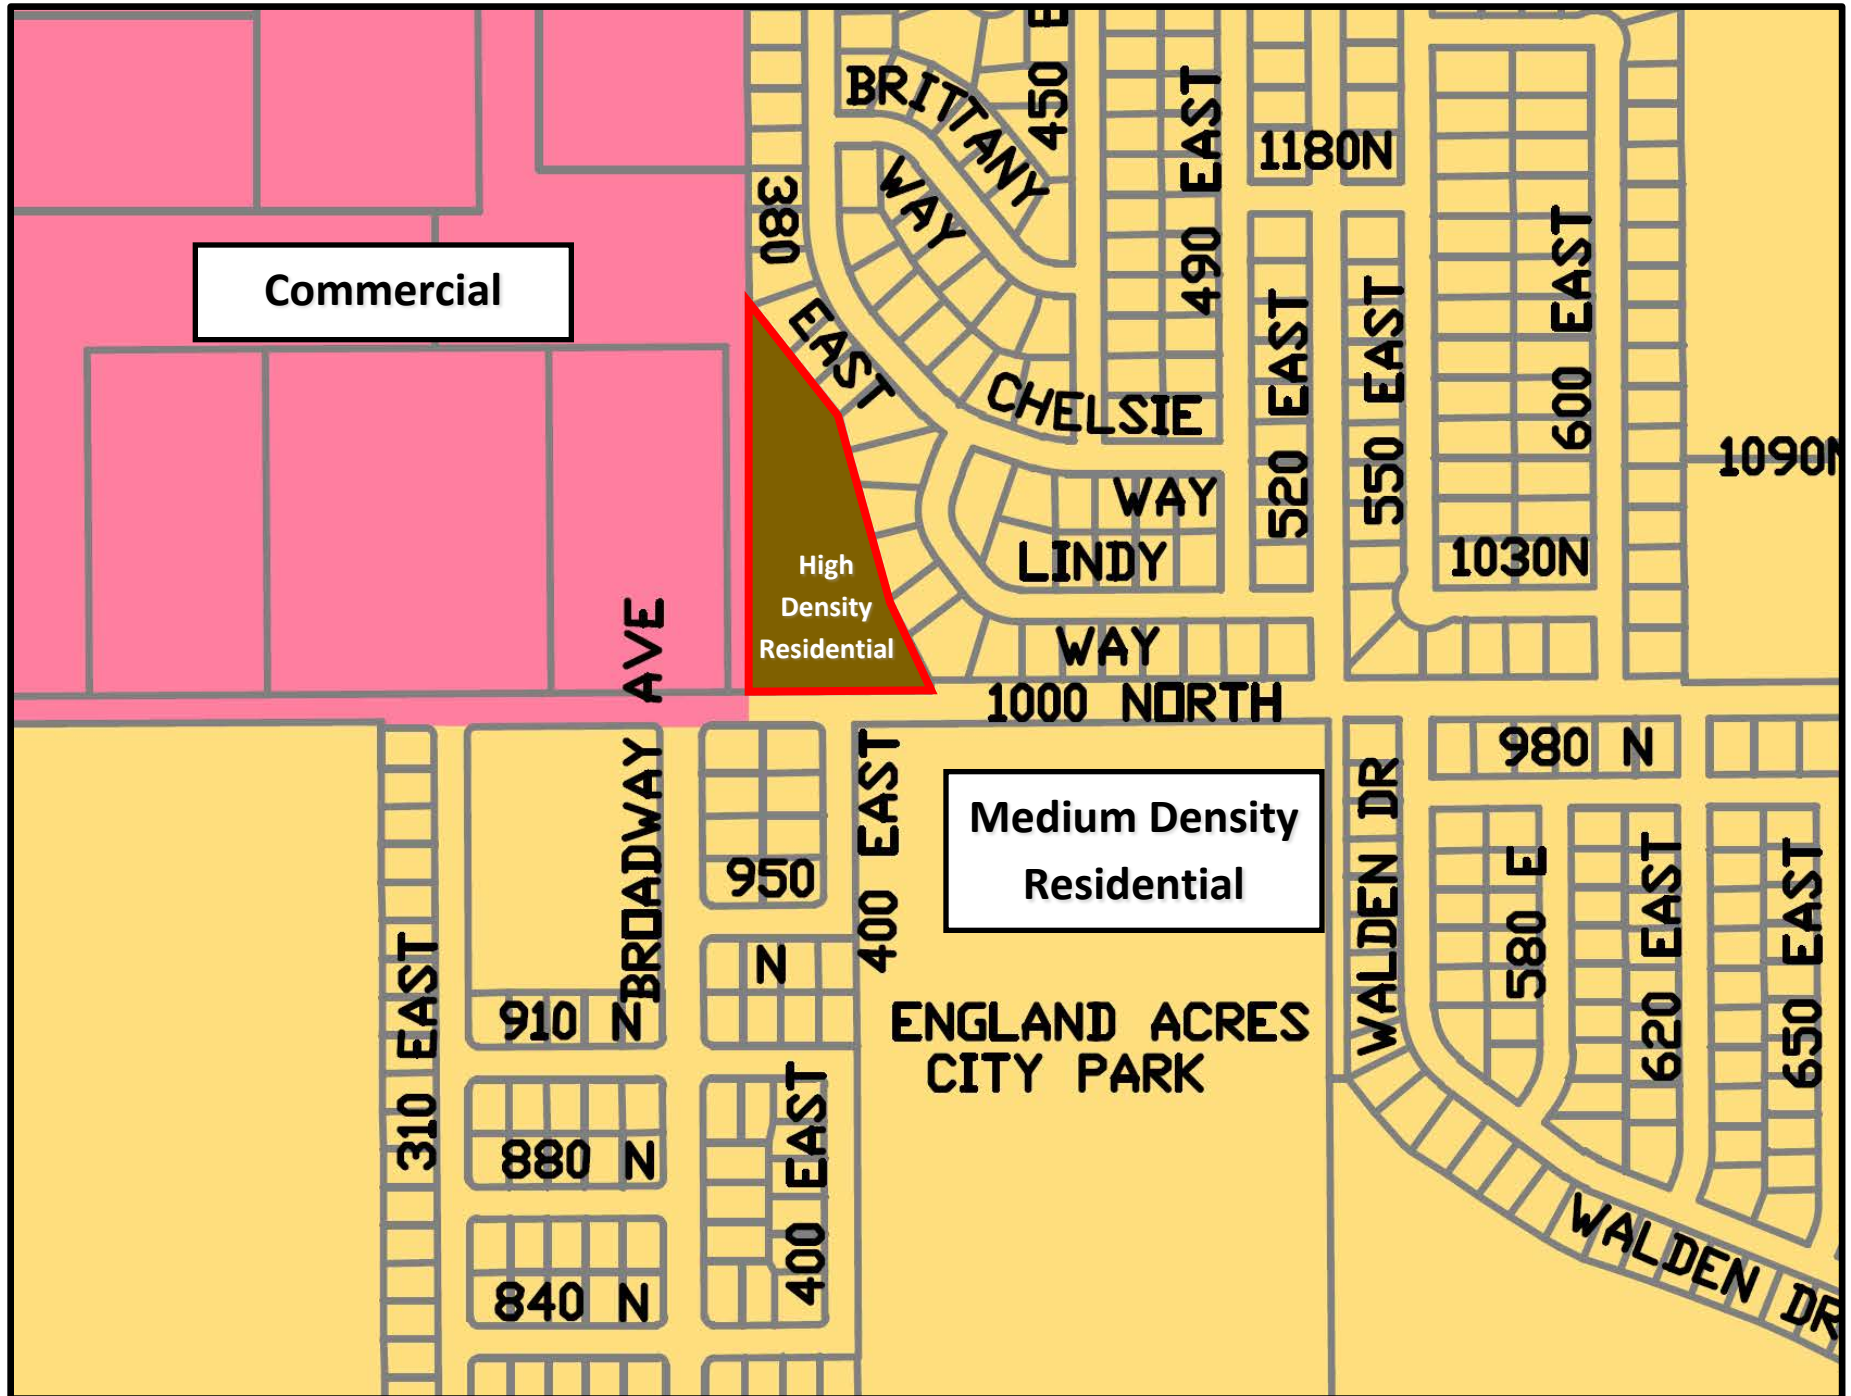 450 E
BRITTANY
WAY
380
EAST
490 EAST
1180N
Commercial
600 EAST
520 EAST
550 EAST
CHELSIE
WAY
1090N
LINDY
WAY
1030N
High
Density
Residential
BROADWAY AVE
1000 NORTH
980 N
400 EAST
Medium Density
Residential
WALDEN DR
950
N
580 E
620 EAST
650 EAST
310 EAST
910 N
ENGLAND ACRES
CITY PARK
400 EAST
880 N
840 N
WALDEN DR